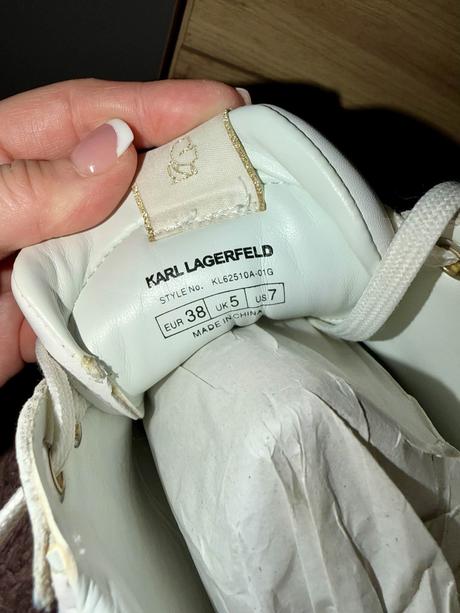 KARL LAGERFELD
STYLE No. KL62510A-01G
EUR 38 UK 5 US 7
MADE IN CHINA